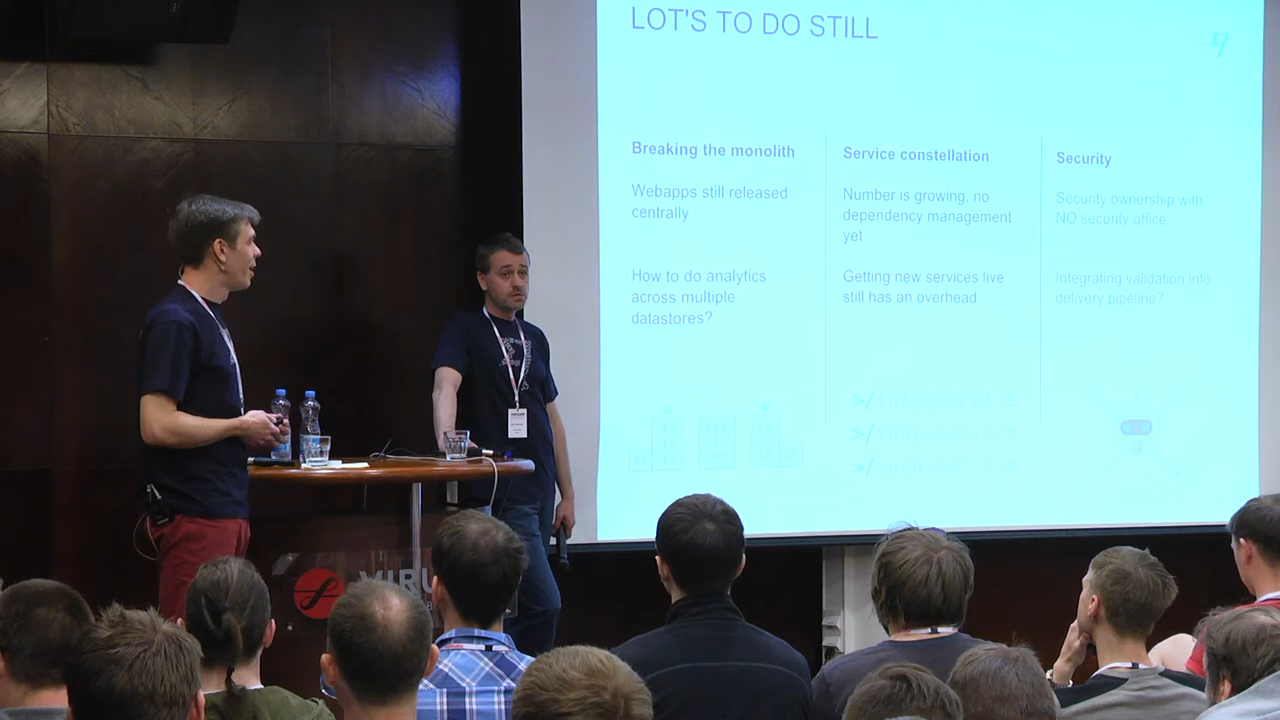 LOT'S TO DO STILL
Breaking the monolith
Webapps still released
centrally
How to do analytics
across multiple
datastores?
Service constellation
Number is growing, no
dependency management
yet
Getting new services live
still has an overhead
>/
>/
>/
Security
Security ownership with
NO security office
Integrating validation into
delivery pipeline?
VIRU